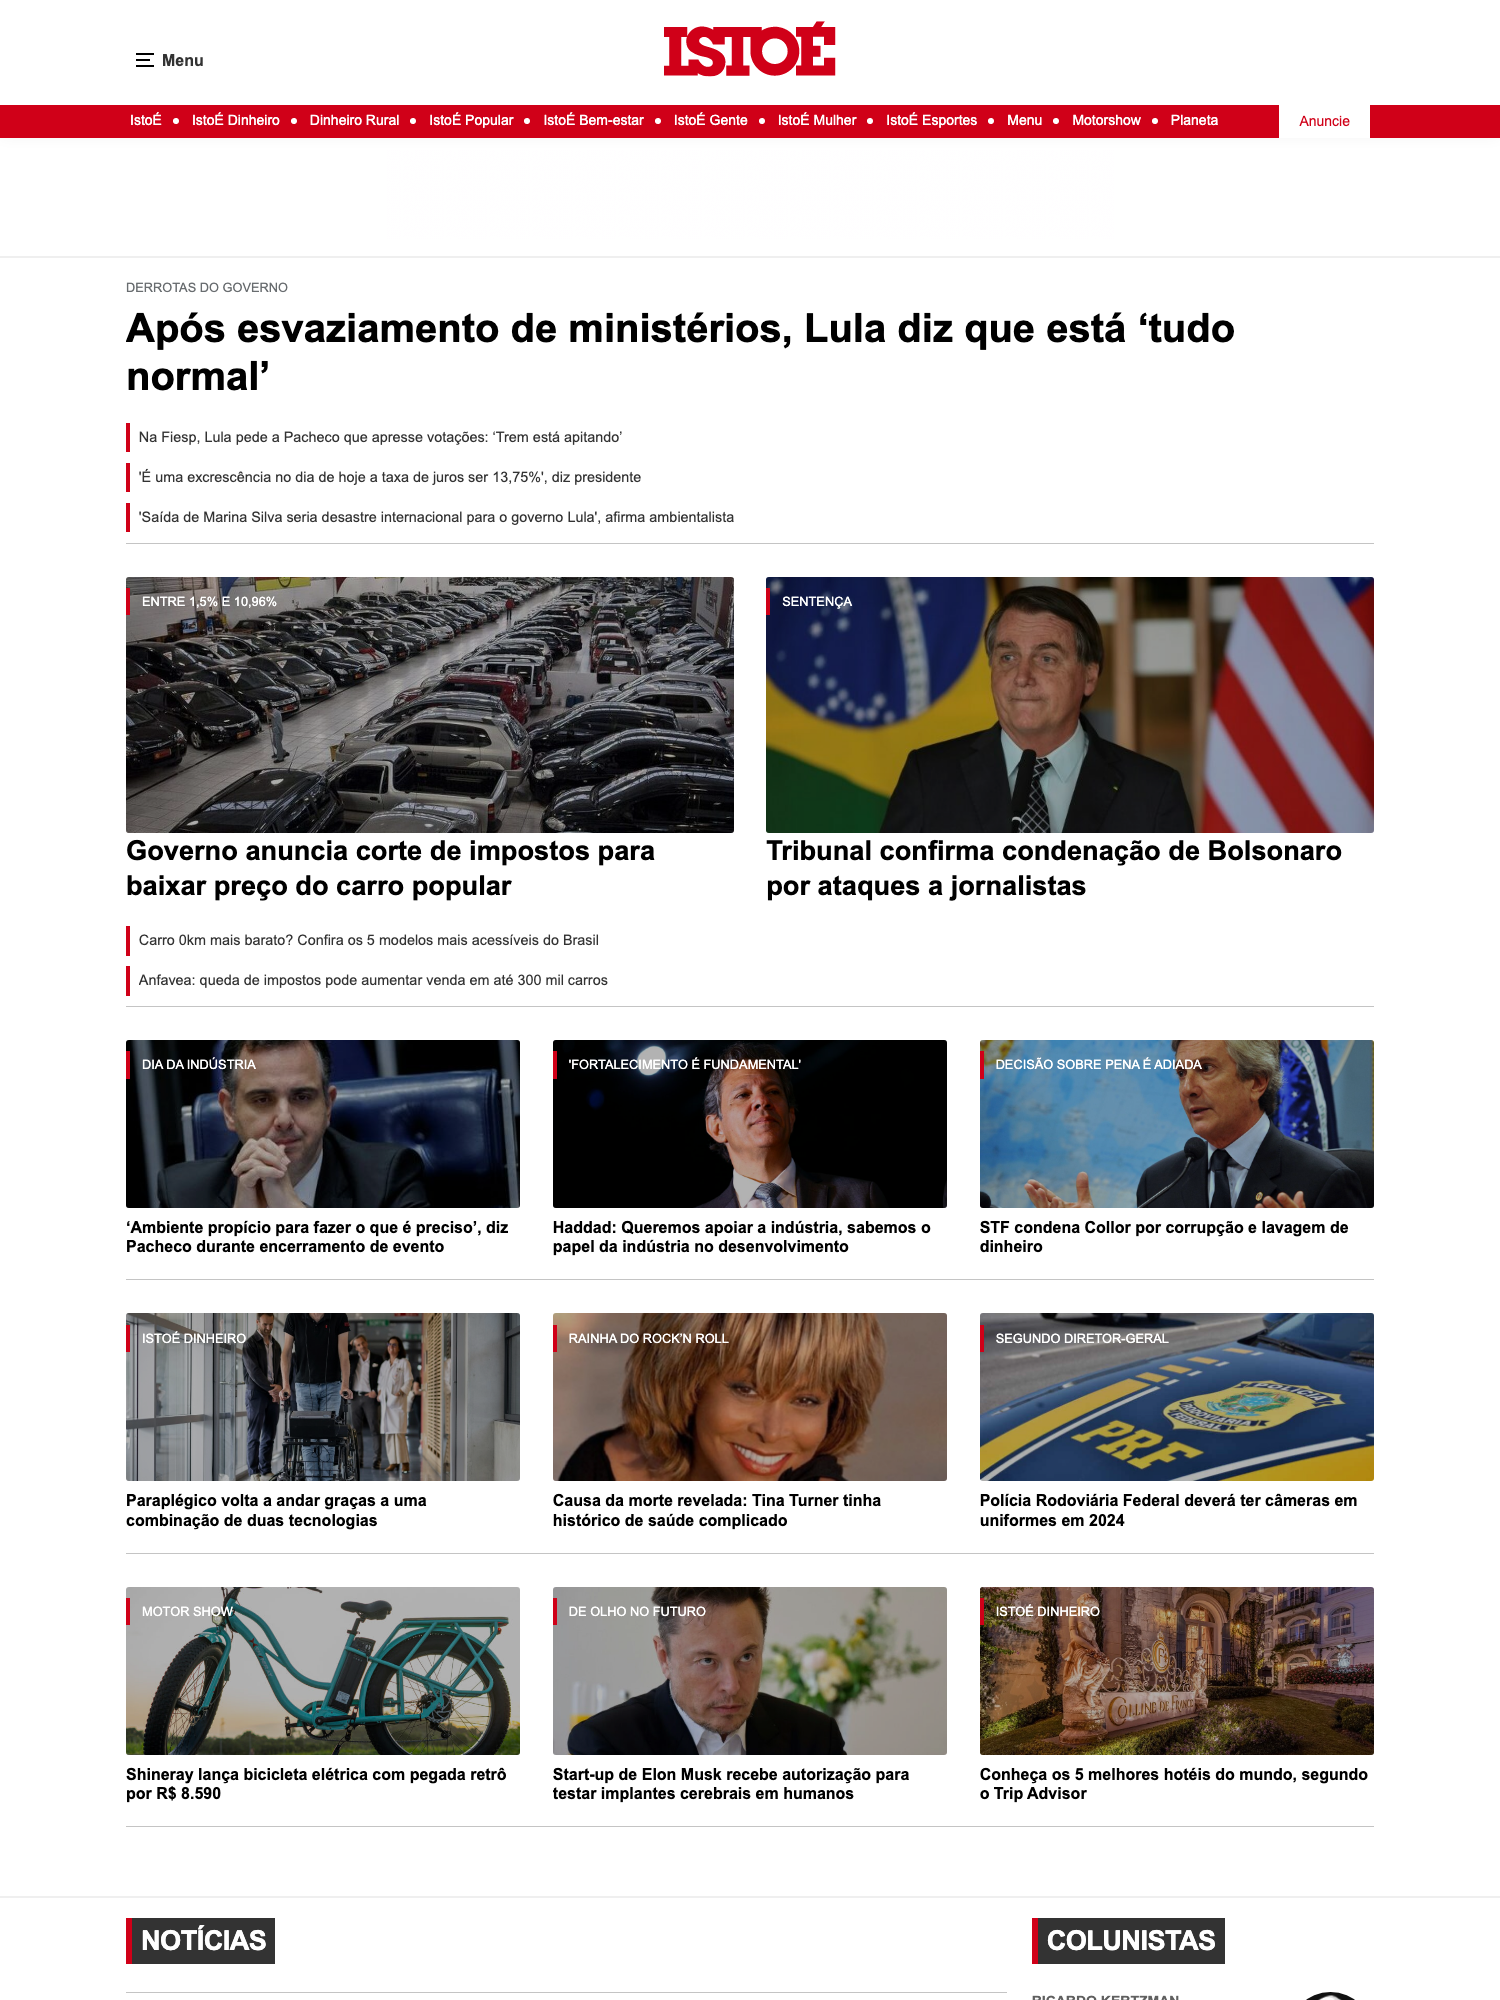 Menu
ISTOÉ
IstoÉ • IstoÉ Dinheiro • Dinheiro Rural • IstoÉ Popular • IstoÉ Bem-estar • IstoÉ Gente • IstoÉ Mulher • IstoÉ Esportes • Menu • Motorshow • Planeta
Anuncie
DERROTAS DO GOVERNO
Após esvaziamento de ministérios, Lula diz que está ‘tudo
normal’
Na Fiesp, Lula pede a Pacheco que apresse votações: ‘Trem está apitando’
'É uma excrescência no dia de hoje a taxa de juros ser 13,75%', diz presidente
'Saída de Marina Silva seria desastre internacional para o governo Lula', afirma ambientalista
ENTRE 1,5% E 10,96%
Governo anuncia corte de impostos para
baixar preço do carro popular
Carro 0km mais barato? Confira os 5 modelos mais acessíveis do Brasil
Anfavea: queda de impostos pode aumentar venda em até 300 mil carros
SENTENÇA
Tribunal confirma condenação de Bolsonaro
por ataques a jornalistas
DIA DA INDÚSTRIA
‘Ambiente propício para fazer o que é preciso’, diz
Pacheco durante encerramento de evento
'FORTALECIMENTO É FUNDAMENTAL'
Haddad: Queremos apoiar a indústria, sabemos o
papel da indústria no desenvolvimento
DECISÃO SOBRE PENA É ADIADA
STF condena Collor por corrupção e lavagem de
dinheiro
ISTOÉ DINHEIRO
Paraplégico volta a andar graças a uma
combinação de duas tecnologias
RAINHA DO ROCK'N ROLL
Causa da morte revelada: Tina Turner tinha
histórico de saúde complicado
SEGUNDO DIRETOR-GERAL
POLÍCIA
RODOVIÁRIA
FEDERAL
PRF
Polícia Rodoviária Federal deverá ter câmeras em
uniformes em 2024
MOTOR SHOW
Shineray lança bicicleta elétrica com pegada retrô
por R$ 8.590
DE OLHO NO FUTURO
Start-up de Elon Musk recebe autorização para
testar implantes cerebrais em humanos
ISTOÉ DINHEIRO
COLLINE DE FRANCE
Conheça os 5 melhores hotéis do mundo, segundo
o Trip Advisor
NOTÍCIAS
COLUNISTAS
RICARDO KERTZMAN